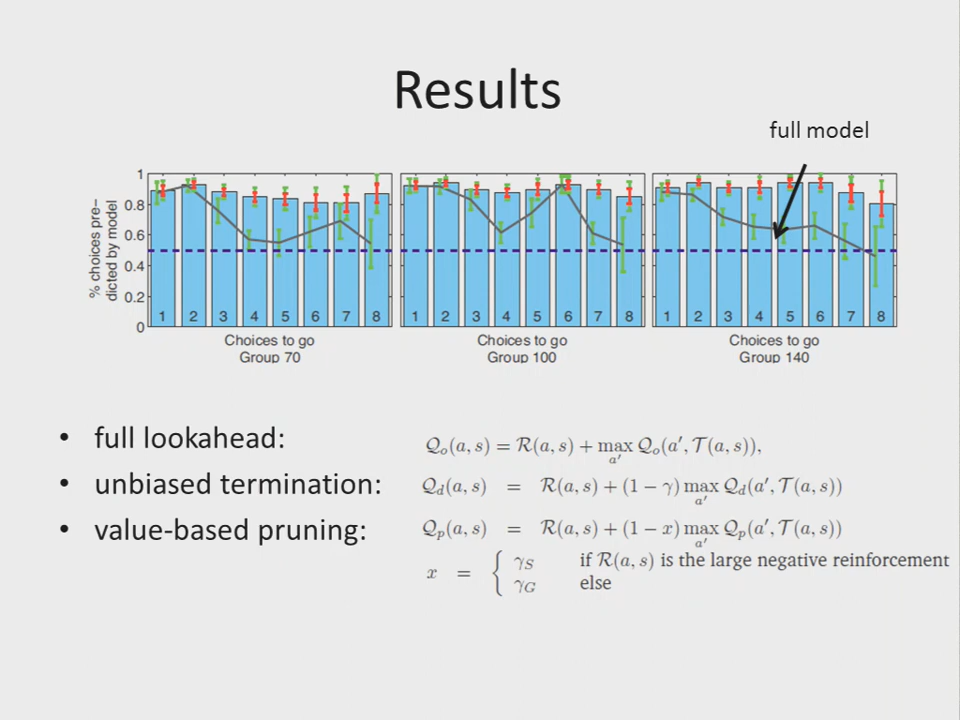 Results
full model
% choices pre–
dicted by model
1
0.8
0.6
0.4
0.2
0
1 2 3 4 5 6 7 8
Choices to go
Group 70
1 2 3 4 5 6 7 8
Choices to go
Group 100
1 2 3 4 5 6 7 8
Choices to go
Group 140
• full lookahead:
𝒬ₒ(a, s) = ℛ(a, s) + max_{a′} 𝒬ₒ(a′, 𝒯(a, s)),
• unbiased termination:
𝒬_d(a, s) = ℛ(a, s) + (1 − γ) max_{a′} 𝒬_d(a′, 𝒯(a, s))
• value-based pruning:
𝒬_p(a, s) = ℛ(a, s) + (1 − x) max_{a′} 𝒬_p(a′, 𝒯(a, s))
x = { γ_S if ℛ(a, s) is the large negative reinforcement
γ_G else